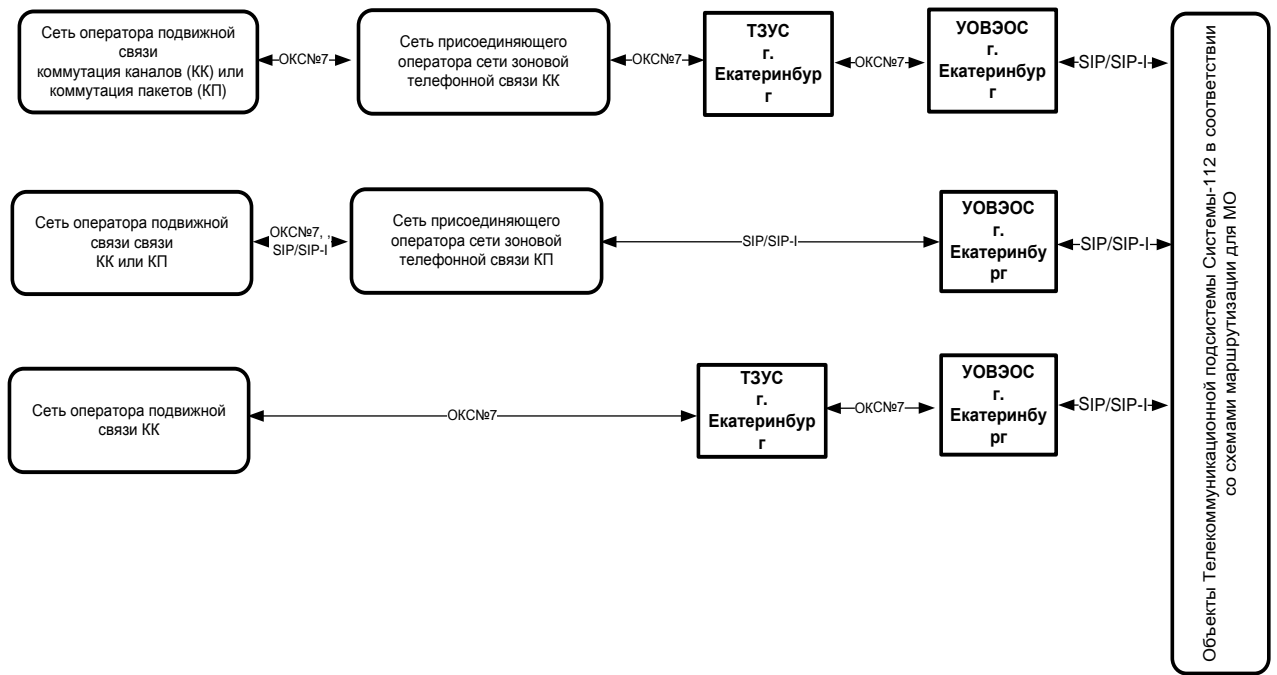 Сеть оператора подвижной
связи
коммутация каналов (КК) или
коммутация пакетов (КП)
ОКС№7
Сеть присоединяющего
оператора сети зоновой
телефонной связи КК
ОКС№7
ТЗУС
г.
Екатеринбур
г
ОКС№7
УОВЭОС
г.
Екатеринбур
г
SIP/SIP-I
Сеть оператора подвижной
связи связи
КК или КП
ОКС№7, ,
SIP/SIP-I
Сеть присоединяющего
оператора сети зоновой
телефонной связи КП
SIP/SIP-I
УОВЭОС
г.
Екатеринбу
рг
SIP/SIP-I
Сеть оператора подвижной
связи КК
ОКС№7
ТЗУС
г.
Екатеринбур
г
ОКС№7
УОВЭОС
г.
Екатеринбу
рг
SIP/SIP-I
Объекты Телекоммуникационной подсистемы Системы-112 в соответствии
со схемами маршрутизации для МО